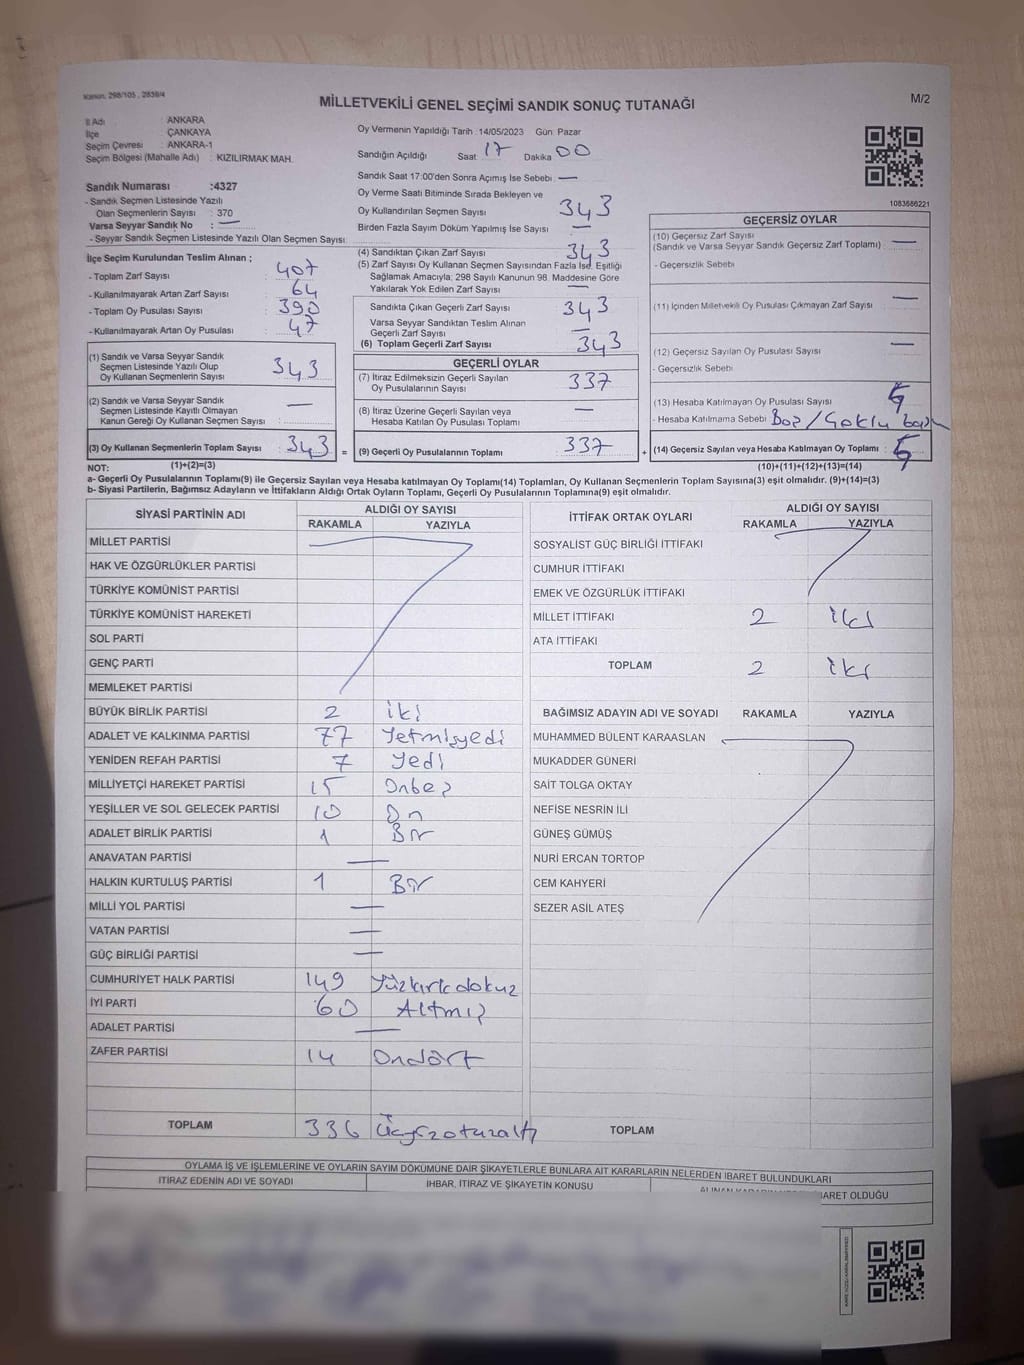 Kanun, 298/105, 2839/4
MİLLETVEKİLİ GENEL SEÇİMİ SANDIK SONUÇ TUTANAĞI
M/2
İl Adı : ANKARA
İlçe : ÇANKAYA
Seçim Çevresi : ANKARA-1
Seçim Bölgesi (Mahalle Adı) : KIZILIRMAK MAH.
Sandık Numarası :4327
- Sandık Seçmen Listesinde Yazılı
Olan Seçmenlerin Sayısı : 370
Varsa Seyyar Sandık No : —
- Seyyar Sandık Seçmen Listesinde Yazılı Olan Seçmen Sayısı
İlçe Seçim Kurulundan Teslim Alınan ;
- Toplam Zarf Sayısı : 407
- Kullanılmayarak Artan Zarf Sayısı : 64
- Toplam Oy Pusulası Sayısı : 390
- Kullanılmayarak Artan Oy Pusulası : 47
Oy Vermenin Yapıldığı Tarih : 14/05/2023 Gün: Pazar
Sandığın Açıldığı Saat 17 Dakika 00
Sandık Saat 17:00'den Sonra Açımış İse Sebebi —
Oy Verme Saati Bitiminde Sırada Bekleyen ve
Oy Kullandırılan Seçmen Sayısı 343
Birden Fazla Sayım Döküm Yapılmış İse Sayısı —
(4) Sandıktan Çıkan Zarf Sayısı 343
(5) Zarf Sayısı Oy Kullanan Seçmen Sayısından Fazla İse, Eşitliği
Sağlamak Amacıyla, 298 Sayılı Kanunun 98. Maddesine Göre
Yakılarak Yok Edilen Zarf Sayısı —
Sandıkta Çıkan Geçerli Zarf Sayısı 343
Varsa Seyyar Sandıktan Teslim Alınan
Geçerli Zarf Sayısı —
(6) Toplam Geçerli Zarf Sayısı 343
1083686221
GEÇERSİZ OYLAR
(10) Geçersiz Zarf Sayısı
(Sandık ve Varsa Seyyar Sandık Geçersiz Zarf Toplamı) : —
- Geçersizlik Sebebi
(11) İçinden Milletvekili Oy Pusulası Çıkmayan Zarf Sayısı —
(12) Geçersiz Sayılan Oy Pusulası Sayısı —
- Geçersizlik Sebebi
(13) Hesaba Katılmayan Oy Pusulası Sayısı
- Hesaba Katılmama Sebebi Boş / Çoklu
(14) Geçersiz Sayılan veya Hesaba Katılmayan Oy Toplamı :
(10)+(11)+(12)+(13)=(14)
(1) Sandık ve Varsa Seyyar Sandık
Seçmen Listesinde Yazılı Olup
Oy Kullanan Seçmenlerin Sayısı 343
(2) Sandık ve Varsa Seyyar Sandık
Seçmen Listesinde Kayıtlı Olmayan
Kanun Gereği Oy Kullanan Seçmen Sayısı : —
(3) Oy Kullanan Seçmenlerin Toplam Sayısı : 343 =
GEÇERLİ OYLAR
(7) İtiraz Edilmeksizin Geçerli Sayılan
Oy Pusulalarının Sayısı 337
(8) İtiraz Üzerine Geçerli Sayılan veya
Hesaba Katılan Oy Pusulası Toplamı —
(9) Geçerli Oy Pusulalarının Toplamı 337 +
NOT: (1)+(2)=(3)
a- Geçerli Oy Pusulalarının Toplamı(9) ile Geçersiz Sayılan veya Hesaba katılmayan Oy Toplamı(14) Toplamları, Oy Kullanan Seçmenlerin Toplam Sayısına(3) eşit olmalıdır. (9)+(14)=(3)
b- Siyasi Partilerin, Bağımsız Adayların ve İttifakların Aldığı Ortak Oyların Toplamı, Geçerli Oy Pusulalarının Toplamına(9) eşit olmalıdır.
SİYASİ PARTİNİN ADI ALDIĞI OY SAYISI
RAKAMLA YAZIYLA
MİLLET PARTİSİ
HAK VE ÖZGÜRLÜKLER PARTİSİ
TÜRKİYE KOMÜNİST PARTİSİ
TÜRKİYE KOMÜNİST HAREKETİ
SOL PARTİ
GENÇ PARTİ
MEMLEKET PARTİSİ
BÜYÜK BİRLİK PARTİSİ 2 iki
ADALET VE KALKINMA PARTİSİ 77 Yetmişyedi
YENİDEN REFAH PARTİSİ 7 Yedi
MİLLİYETÇİ HAREKET PARTİSİ 15 Onbeş
YEŞİLLER VE SOL GELECEK PARTİSİ 10 On
ADALET BİRLİK PARTİSİ 1 Bir
ANAVATAN PARTİSİ —
HALKIN KURTULUŞ PARTİSİ 1 Bir
MİLLİ YOL PARTİSİ —
VATAN PARTİSİ —
GÜÇ BİRLİĞİ PARTİSİ —
CUMHURİYET HALK PARTİSİ 149 Yüzkırkdokuz
İYİ PARTİ 60 Altmış
ADALET PARTİSİ —
ZAFER PARTİSİ 14 Ondört
TOPLAM 336 Üçyüzotuzaltı
İTTİFAK ORTAK OYLARI ALDIĞI OY SAYISI
RAKAMLA YAZIYLA
SOSYALİST GÜÇ BİRLİĞİ İTTİFAKI
CUMHUR İTTİFAKI
EMEK VE ÖZGÜRLÜK İTTİFAKI
MİLLET İTTİFAKI 2 iki
ATA İTTİFAKI
TOPLAM 2 iki
BAĞIMSIZ ADAYIN ADI VE SOYADI RAKAMLA YAZIYLA
MUHAMMED BÜLENT KARAASLAN
MUKADDER GÜNERİ
SAİT TOLGA OKTAY
NEFİSE NESRİN İLİ
GÜNEŞ GÜMÜŞ
NURİ ERCAN TORTOP
CEM KAHYERİ
SEZER ASİL ATEŞ
TOPLAM
OYLAMA İŞ VE İŞLEMLERİNE VE OYLARIN SAYIM DÖKÜMÜNE DAİR ŞİKAYETLERLE BUNLARA AİT KARARLARIN NELERDEN İBARET BULUNDUKLARI
İTİRAZ EDENİN ADI VE SOYADI İHBAR, İTİRAZ VE ŞİKAYETİN KONUSU OLDUĞU